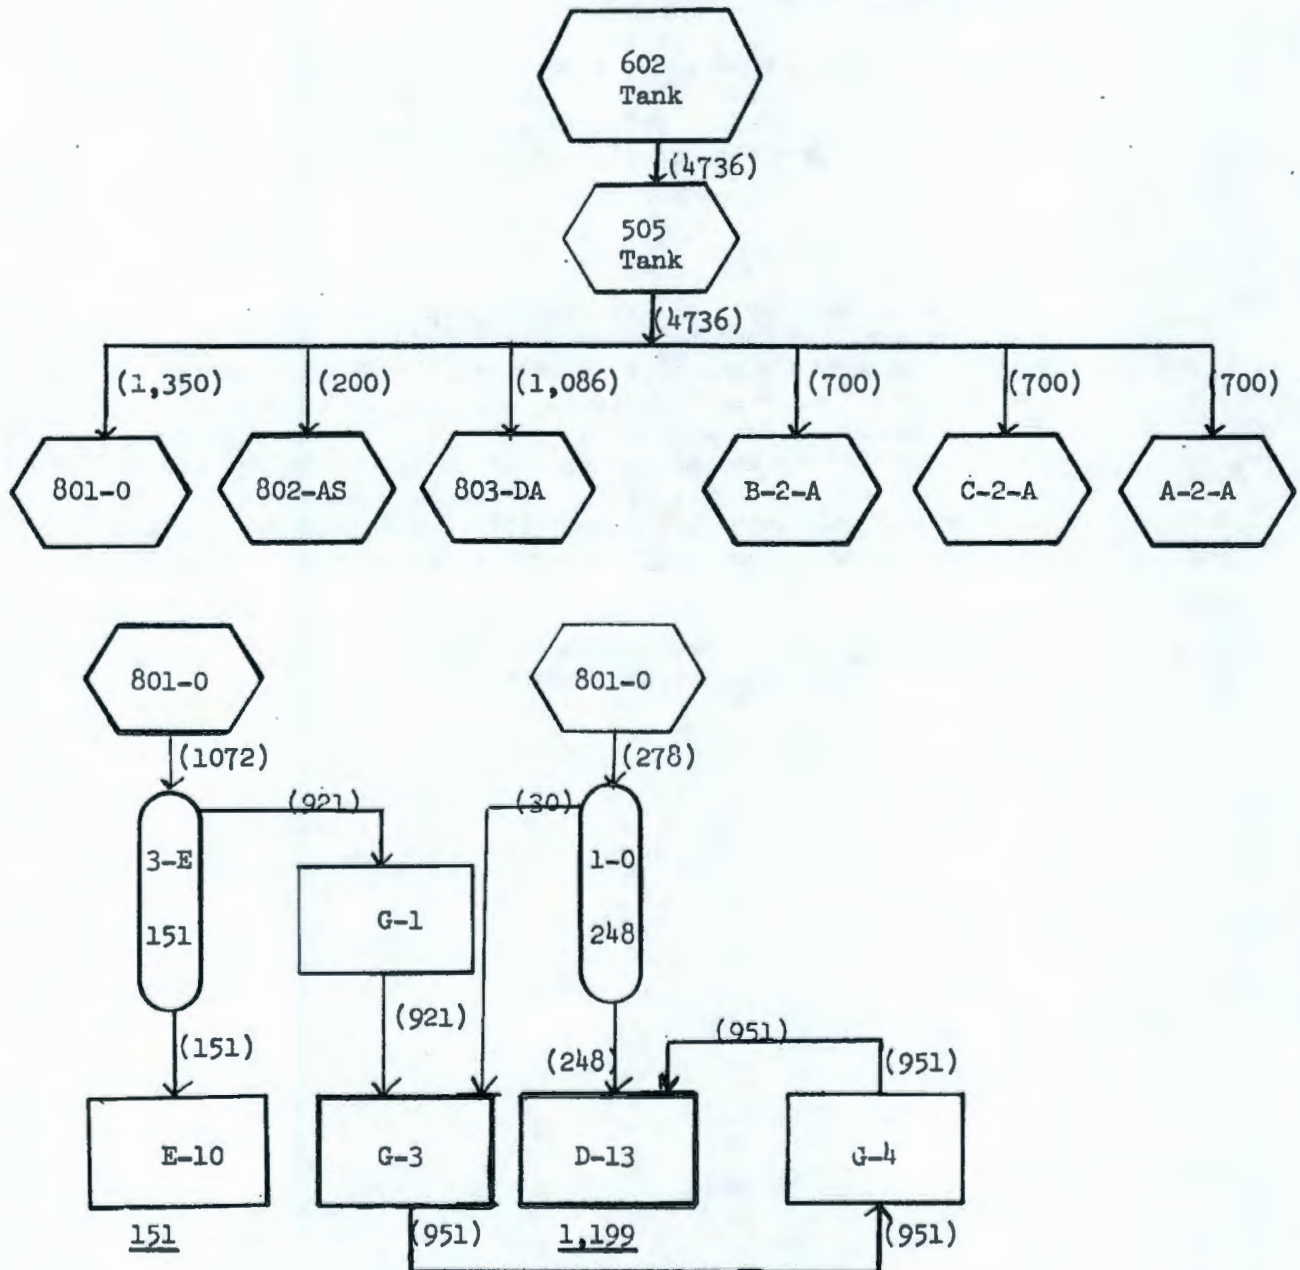 602
Tank
(4736)
505
Tank
(4736)
(1,350) (200) (1,086) (700) (700) (700)
801-0 802-AS 803-DA B-2-A C-2-A A-2-A
801-0 801-0
(1072) (278)
(921) (30)
3-E 1-0
G-1
151 248
(921) (951)
(151) (248) (951)
E-10 G-3 D-13 G-4
151 (951) 1,199 (951)